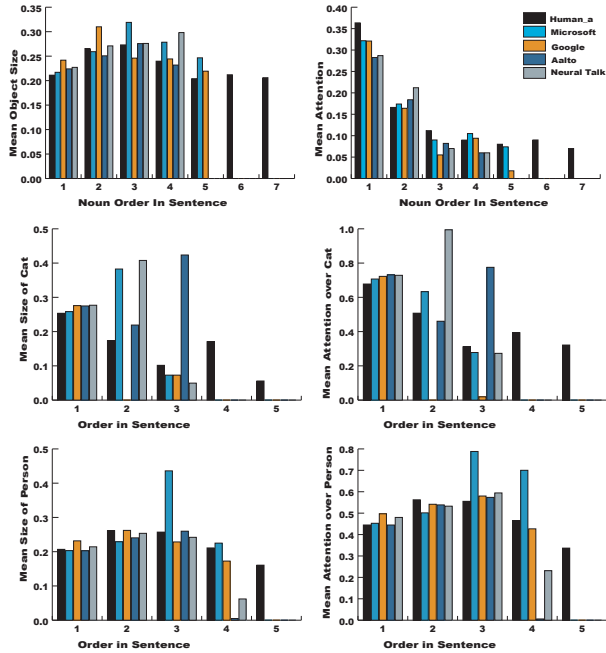 0.35
0.30
0.25
0.20
0.15
0.10
0.05
0.00
Mean Object Size
1 2 3 4 5 6 7
Noun Order In Sentence
0.40
0.35
0.30
0.25
0.20
0.15
0.10
0.05
0.00
Mean Attention
1 2 3 4 5 6 7
Noun Order In Sentence
Human_a
Microsoft
Google
Aalto
Neural Talk
0.5
0.4
0.3
0.2
0.1
0.0
Mean Size of Cat
1 2 3 4 5
Order in Sentence
1.0
0.8
0.6
0.4
0.2
0.0
Mean Attention over Cat
1 2 3 4 5
Order in Sentence
0.5
0.4
0.3
0.2
0.1
0.0
Mean Size of Person
1 2 3 4 5
Order in Sentence
0.8
0.7
0.6
0.5
0.4
0.3
0.2
0.1
0.0
Mean Attention over Person
1 2 3 4 5
Order in Sentence